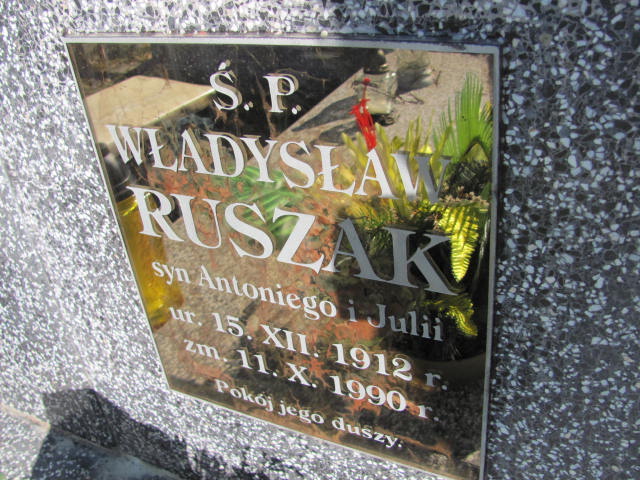 Ś.P.
WŁADYSŁAW
RUSZAK
syn Antoniego i Julii
ur. 15. XII. 1912 r.
zm. 11. X. 1990 r.
Pokój jego duszy.